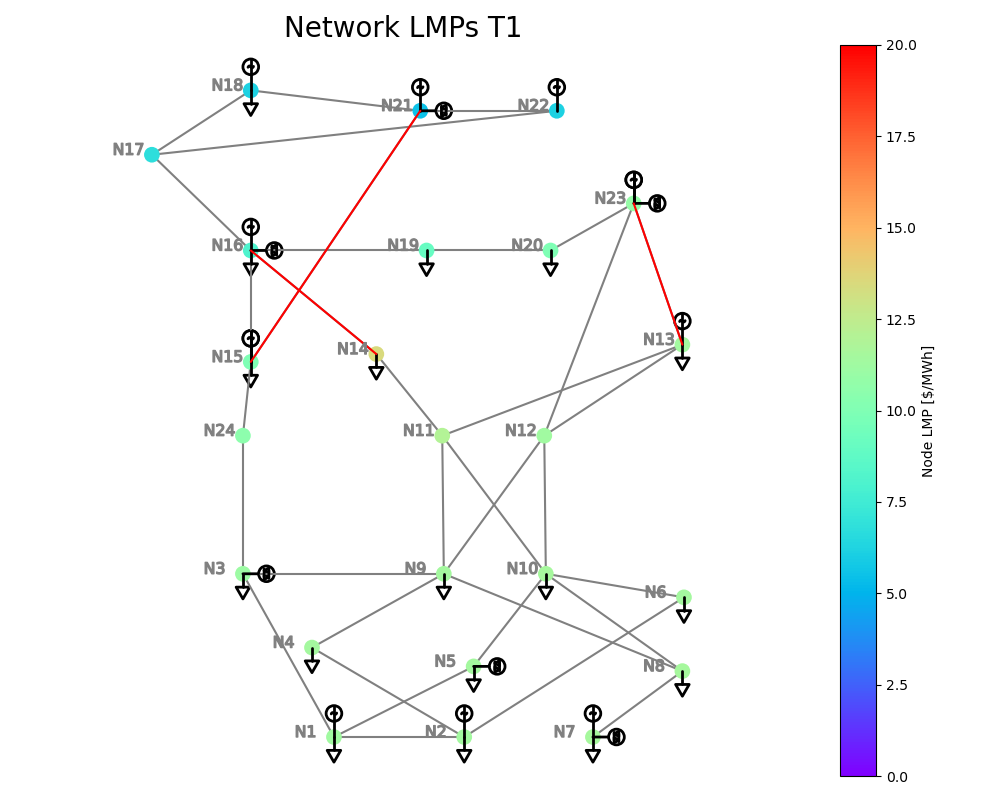 Network LMPs T1
20.0
N18
N21
N22
N17
17.5
N23
N16
N19
N20
15.0
N13
N15
N14
12.5
N24
N11
N12
10.0
Node LMP [$/MWh]
7.5
N3
N9
N10
N6
5.0
N4
N5
N8
2.5
N1
N2
N7
0.0